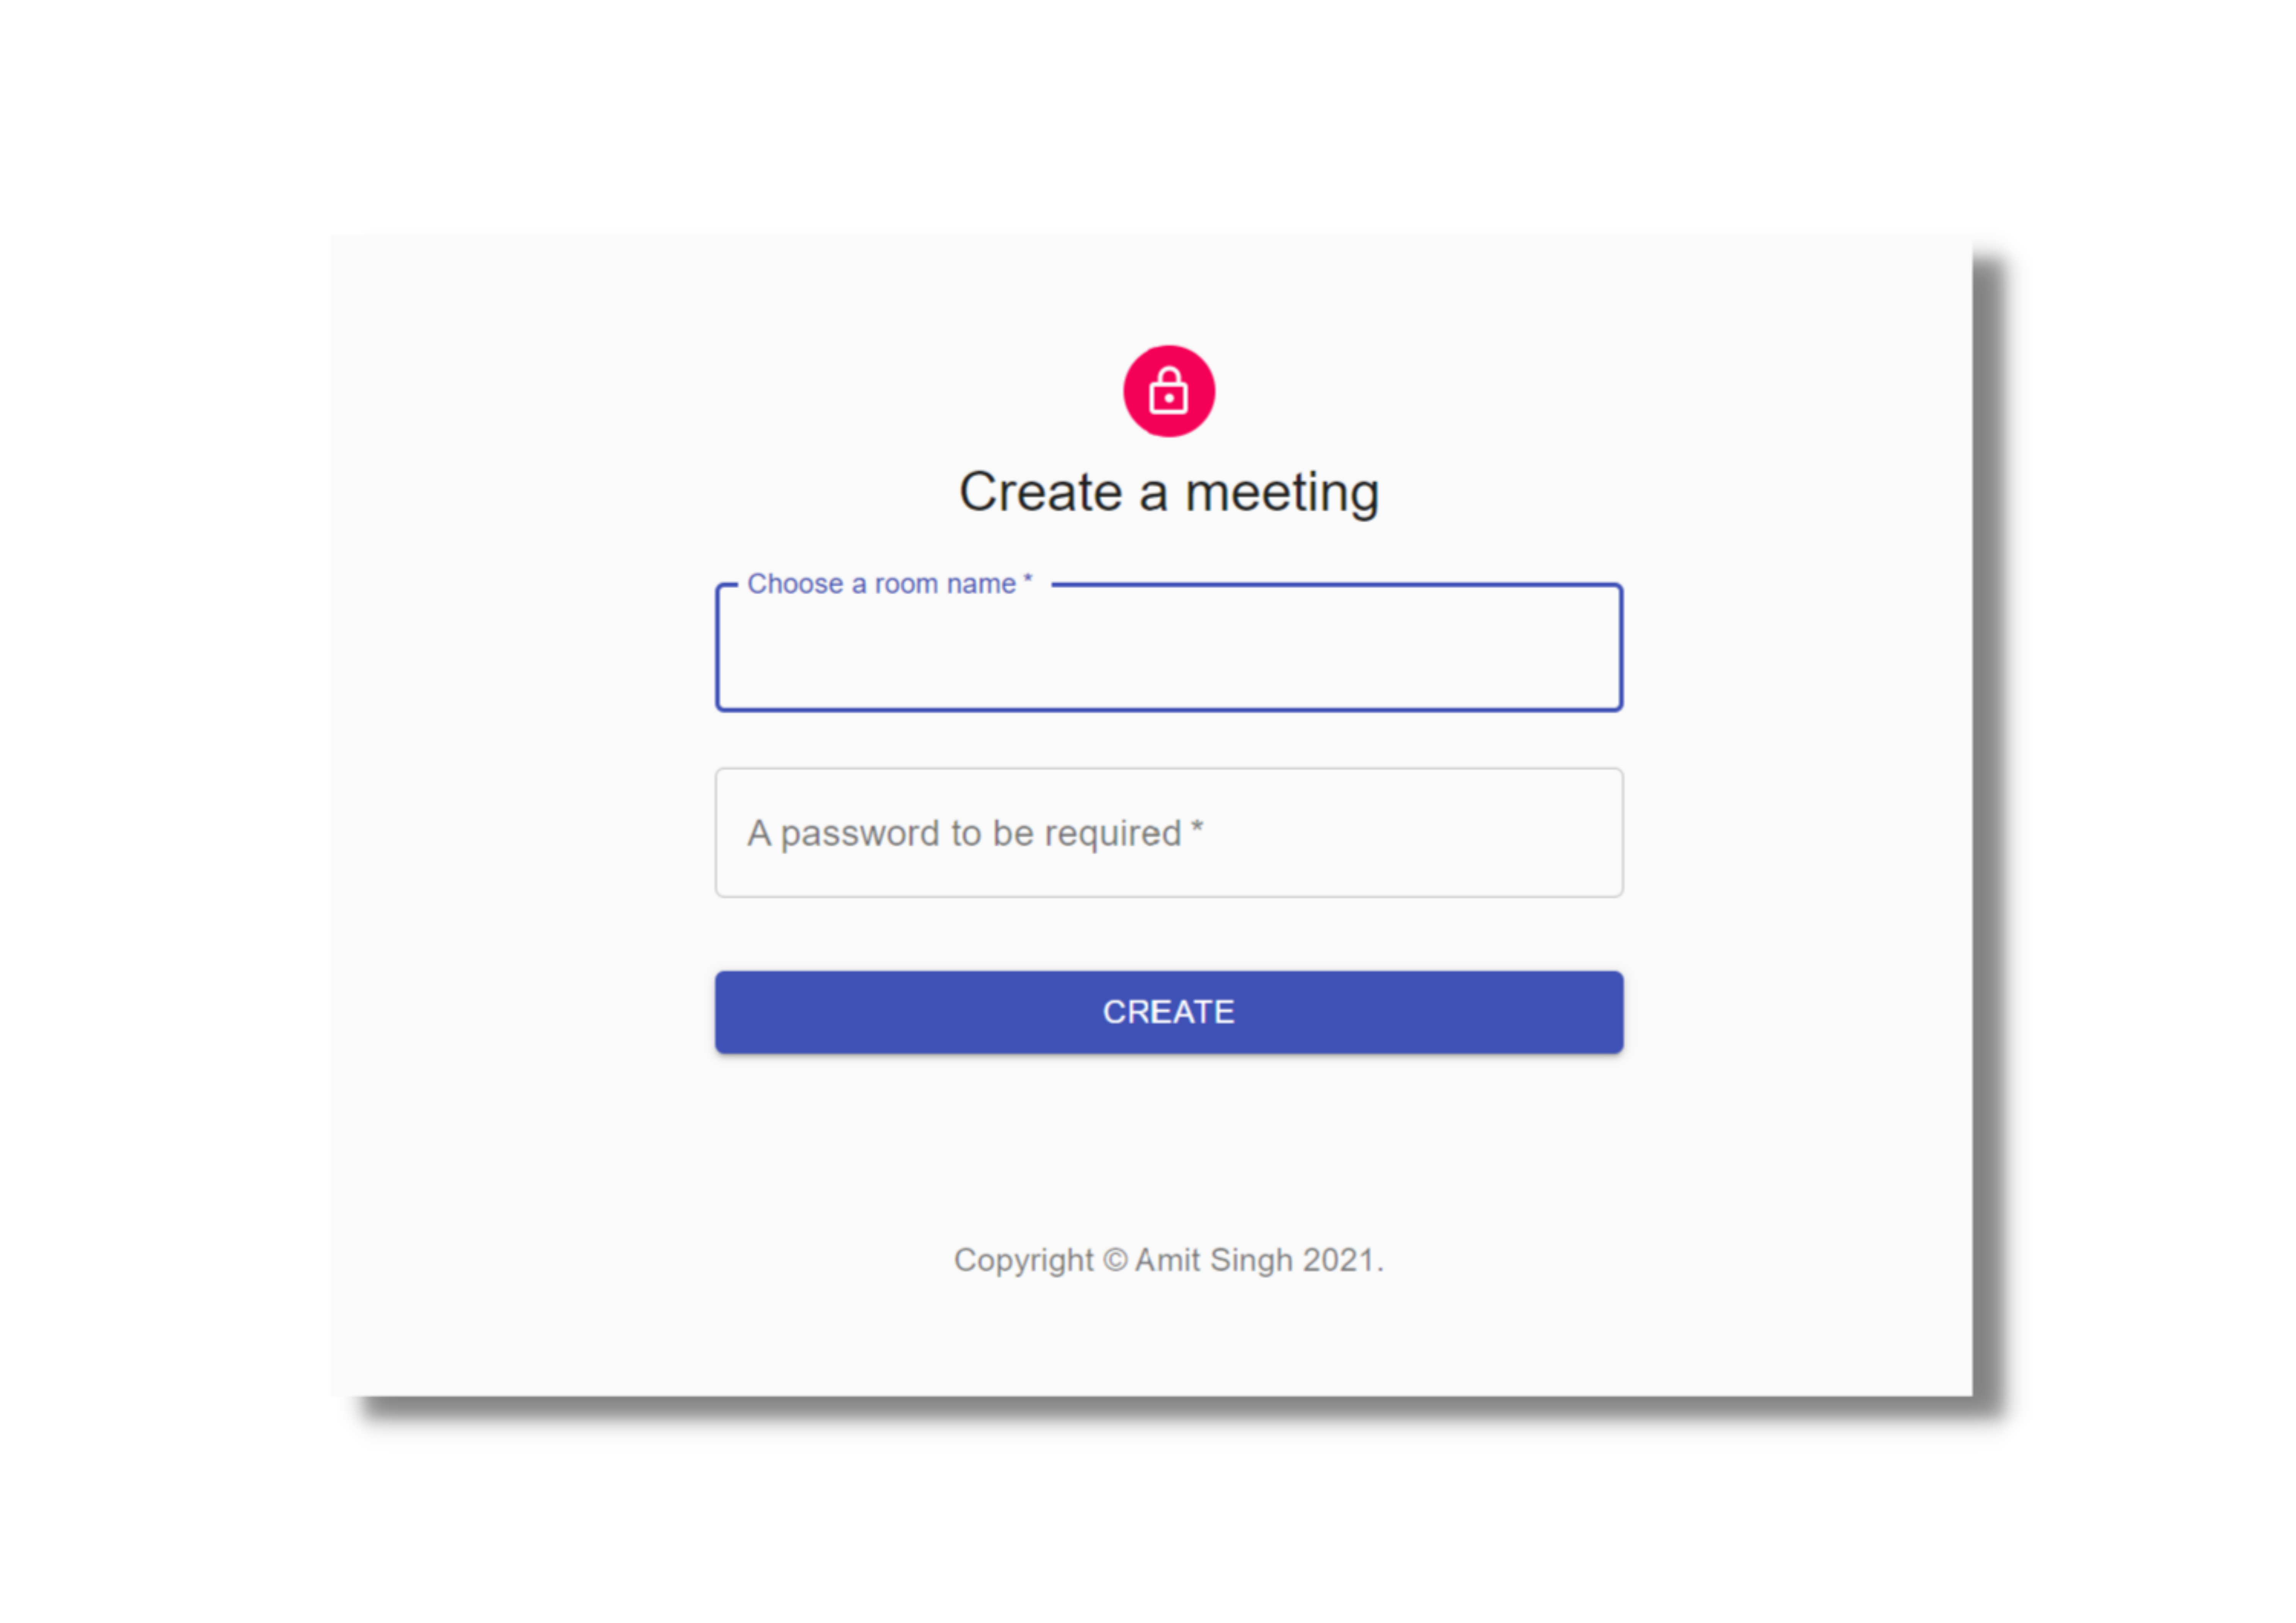 Create a meeting
Choose a room name *
A password to be required *
CREATE
Copyright © Amit Singh 2021.